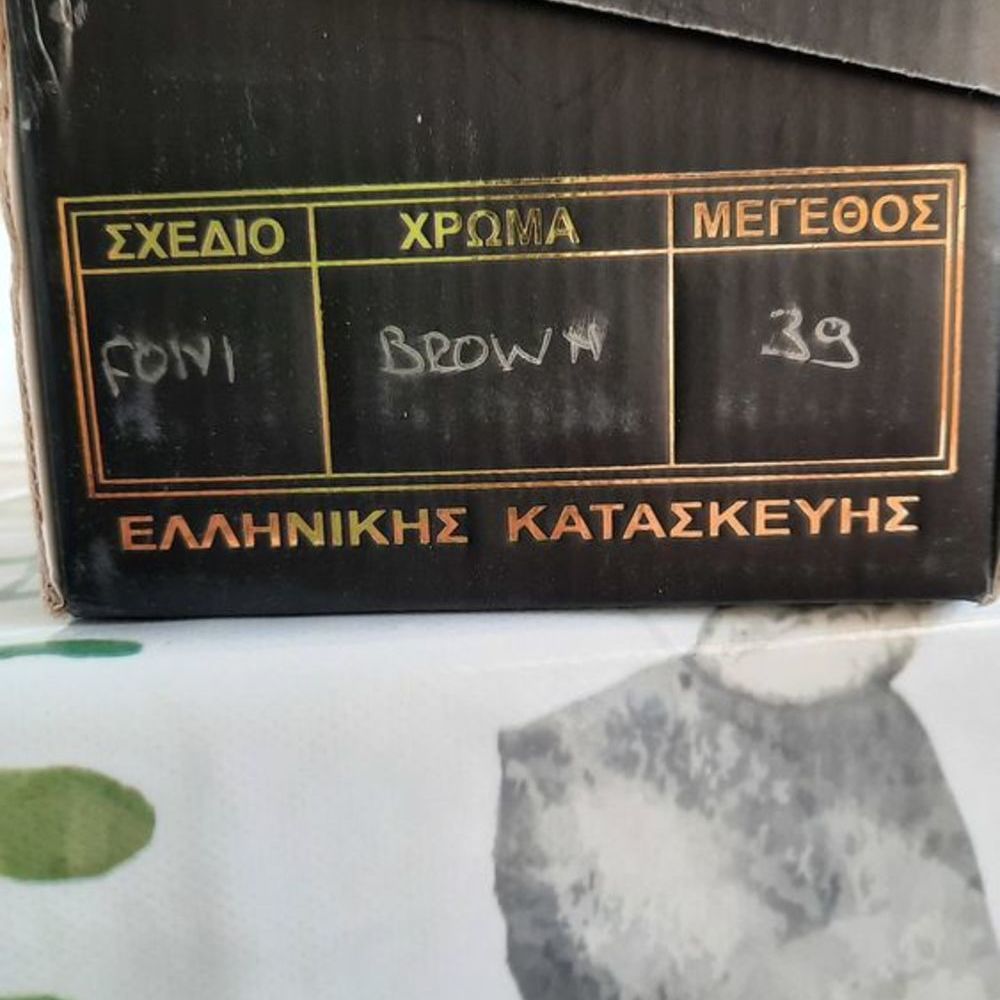 ΣΧΕΔΙΟ ΧΡΩΜΑ ΜΕΓΕΘΟΣ
FONI BROWN 39
ΕΛΛΗΝΙΚΗΣ ΚΑΤΑΣΚΕΥΗΣ